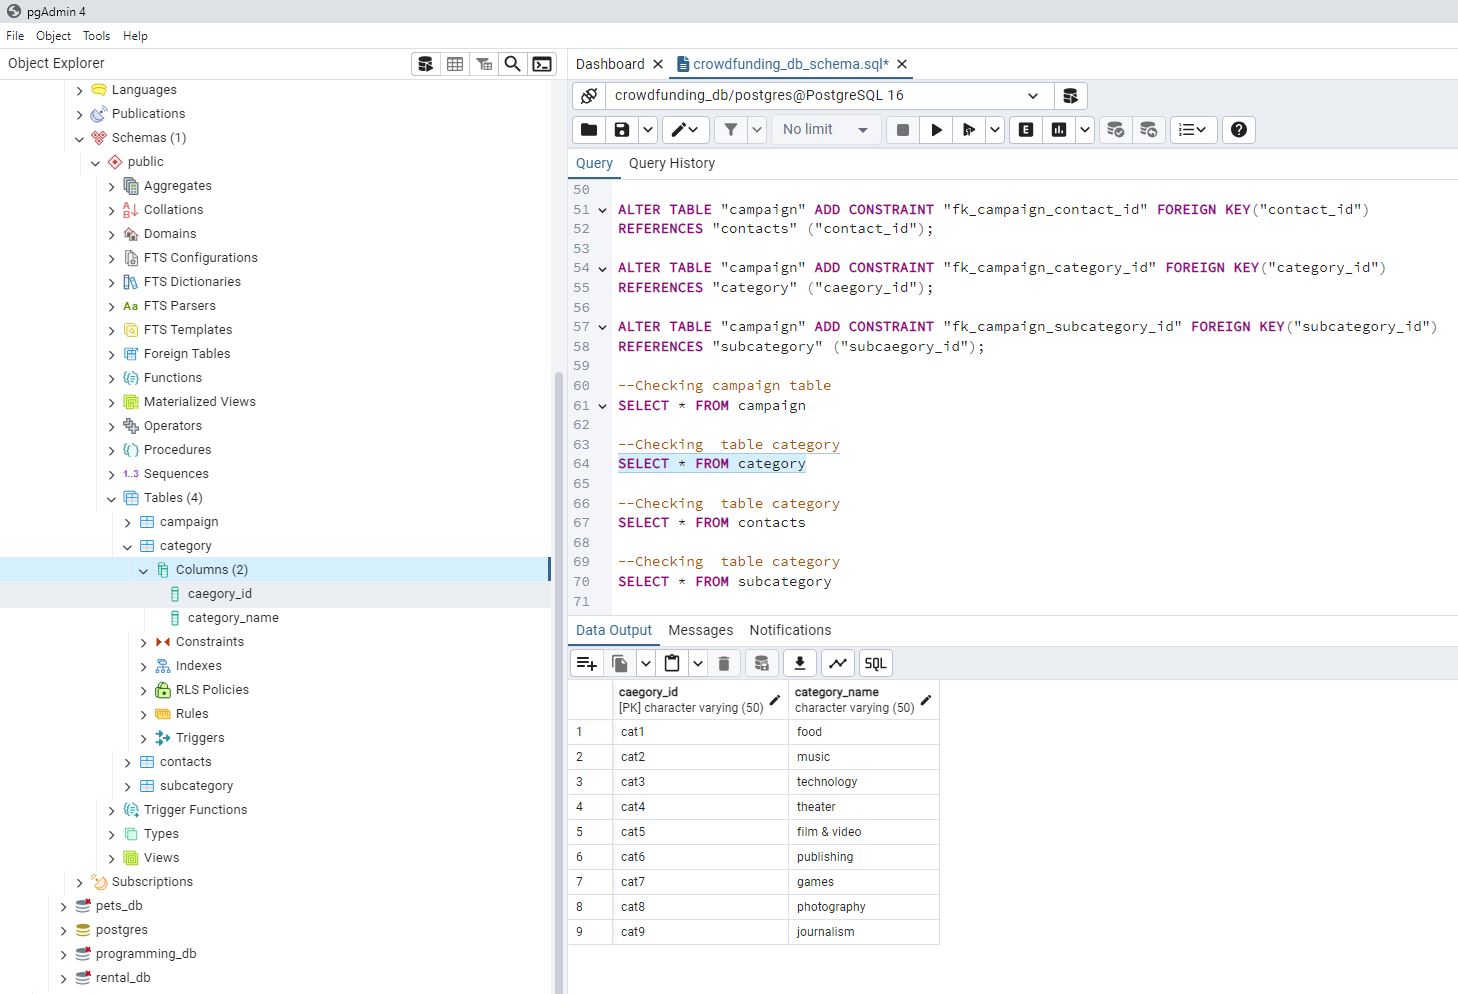 pgAdmin 4
File Object Tools Help
Object Explorer
Languages
Publications
Schemas (1)
public
Aggregates
Collations
Domains
FTS Configurations
FTS Dictionaries
Aa FTS Parsers
FTS Templates
Foreign Tables
Functions
Materialized Views
Operators
Procedures
1..3 Sequences
Tables (4)
campaign
category
Columns (2)
caegory_id
category_name
Constraints
Indexes
RLS Policies
Rules
Triggers
contacts
subcategory
Trigger Functions
Types
Views
Subscriptions
pets_db
postgres
programming_db
rental_db
Dashboard
crowdfunding_db_schema.sql*
crowdfunding_db/postgres@PostgreSQL 16
No limit
E
Query Query History
50
51 ALTER TABLE "campaign" ADD CONSTRAINT "fk_campaign_contact_id" FOREIGN KEY("contact_id")
52 REFERENCES "contacts" ("contact_id");
53
54 ALTER TABLE "campaign" ADD CONSTRAINT "fk_campaign_category_id" FOREIGN KEY("category_id")
55 REFERENCES "category" ("caegory_id");
56
57 ALTER TABLE "campaign" ADD CONSTRAINT "fk_campaign_subcategory_id" FOREIGN KEY("subcategory_id")
58 REFERENCES "subcategory" ("subcaegory_id");
59
60 --Checking campaign table
61 SELECT * FROM campaign
62
63 --Checking  table category
64 SELECT * FROM category
65
66 --Checking  table category
67 SELECT * FROM contacts
68
69 --Checking  table category
70 SELECT * FROM subcategory
71
Data Output Messages Notifications
SQL
caegory_id category_name
[PK] character varying (50) character varying (50)
1 cat1 food
2 cat2 music
3 cat3 technology
4 cat4 theater
5 cat5 film & video
6 cat6 publishing
7 cat7 games
8 cat8 photography
9 cat9 journalism